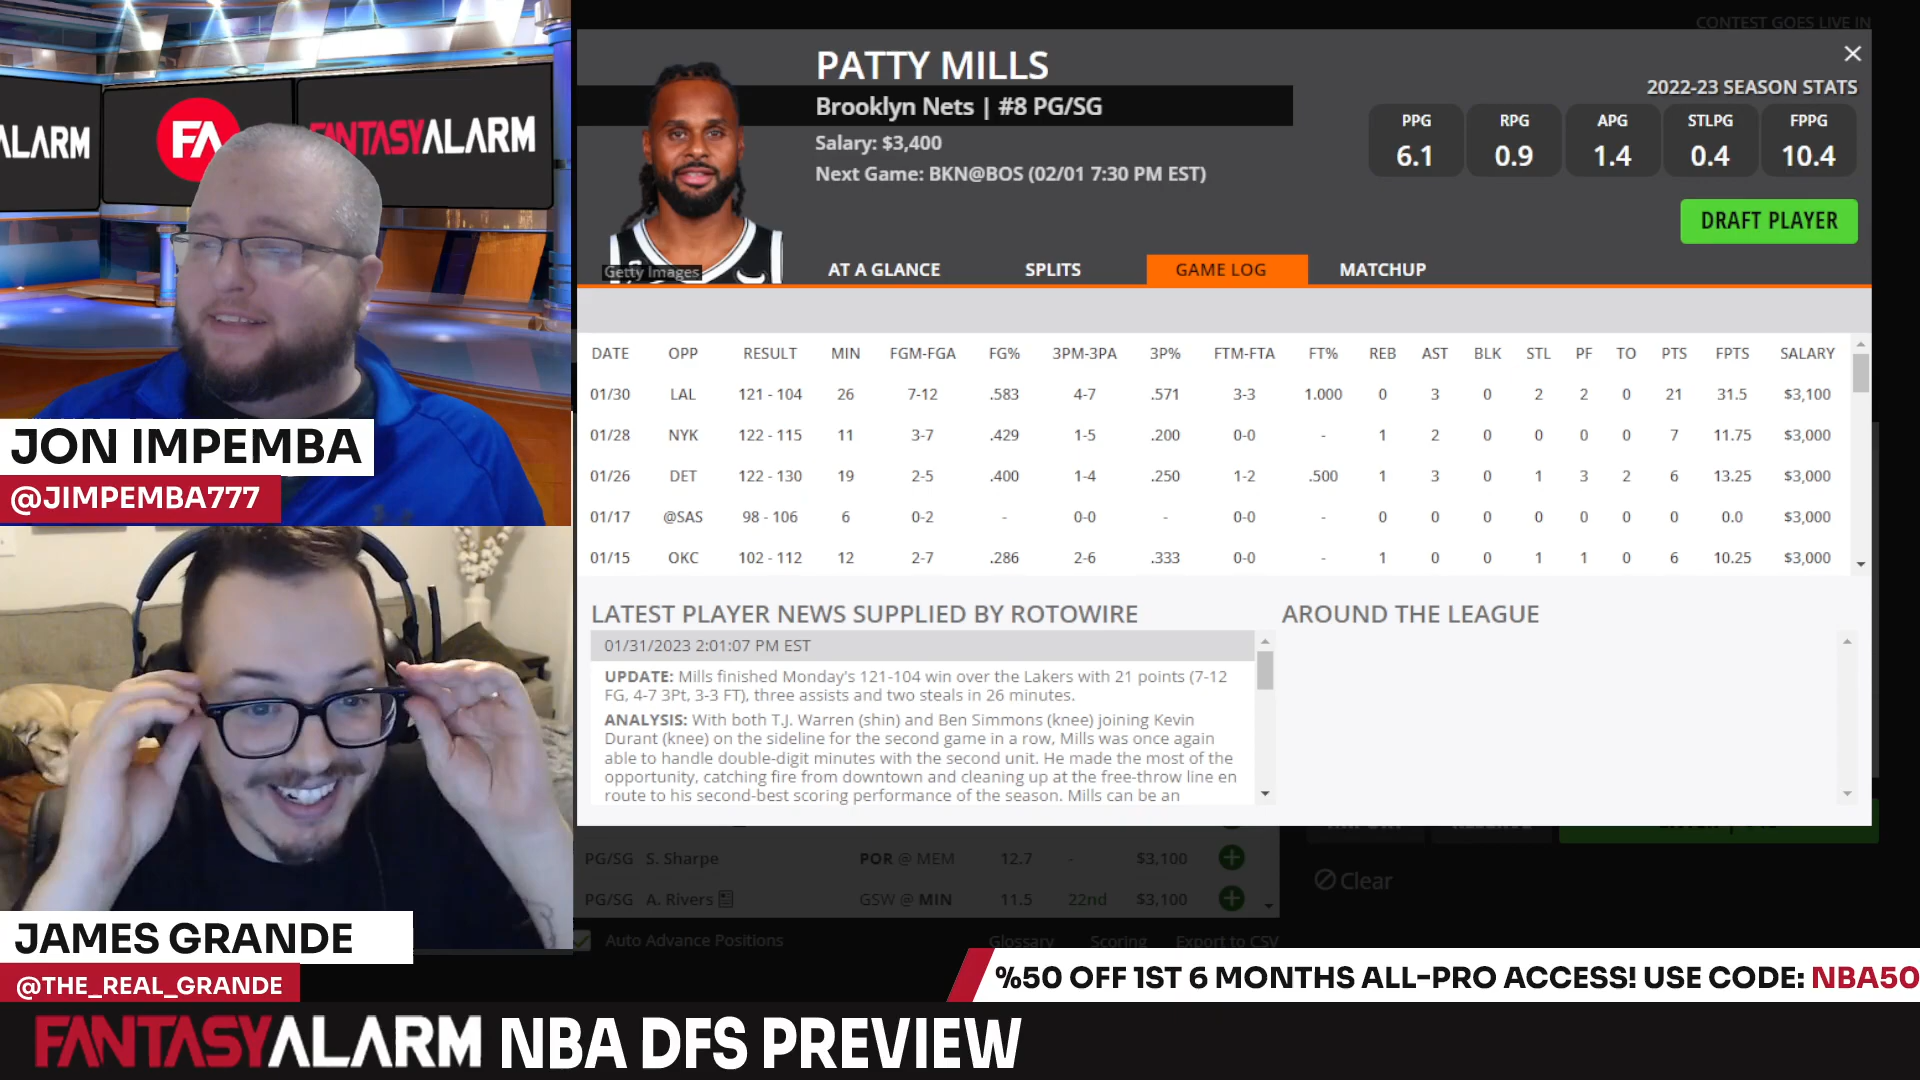 CONTEST GOES LIVE IN
ALARM
FA
FANTASYALARM
PATTY MILLS
Brooklyn Nets | #8 PG/SG
Salary: $3,400
Next Game: BKN@BOS (02/01 7:30 PM EST)
2022-23 SEASON STATS
PPG RPG APG STLPG FPPG
6.1 0.9 1.4 0.4 10.4
DRAFT PLAYER
Getty Images
AT A GLANCE SPLITS GAME LOG MATCHUP
DATE OPP RESULT MIN FGM-FGA FG% 3PM-3PA 3P% FTM-FTA FT% REB AST BLK STL PF TO PTS FPTS SALARY
01/30 LAL 121 - 104 26 7-12 .583 4-7 .571 3-3 1.000 0 3 0 2 2 0 21 31.5 $3,100
01/28 NYK 122 - 115 11 3-7 .429 1-5 .200 0-0 - 1 2 0 0 0 0 7 11.75 $3,000
01/26 DET 122 - 130 19 2-5 .400 1-4 .250 1-2 .500 1 3 0 1 3 2 6 13.25 $3,000
01/17 @SAS 98 - 106 6 0-2 - 0-0 - 0-0 - 0 0 0 0 0 0 0 0.0 $3,000
01/15 OKC 102 - 112 12 2-7 .286 2-6 .333 0-0 - 1 0 0 1 1 0 6 10.25 $3,000
LATEST PLAYER NEWS SUPPLIED BY ROTOWIRE
01/31/2023 2:01:07 PM EST
UPDATE: Mills finished Monday's 121-104 win over the Lakers with 21 points (7-12
FG, 4-7 3Pt, 3-3 FT), three assists and two steals in 26 minutes.
ANALYSIS: With both T.J. Warren (shin) and Ben Simmons (knee) joining Kevin
Durant (knee) on the sideline for the second game in a row, Mills was once again
able to handle double-digit minutes with the second unit. He made the most of the
opportunity, catching fire from downtown and cleaning up at the free-throw line en
route to his second-best scoring performance of the season. Mills can be an
AROUND THE LEAGUE
PG/SG S. Sharpe POR @ MEM 12.7 - $3,100
PG/SG A. Rivers GSW @ MIN 11.5 22nd $3,100
Clear
Auto Advance Positions Glossary Scoring Export to CSV
JON IMPEMBA
@JIMPEMBA777
JAMES GRANDE
@THE_REAL_GRANDE
%50 OFF 1ST 6 MONTHS ALL-PRO ACCESS! USE CODE: NBA50
FANTASYALARM NBA DFS PREVIEW